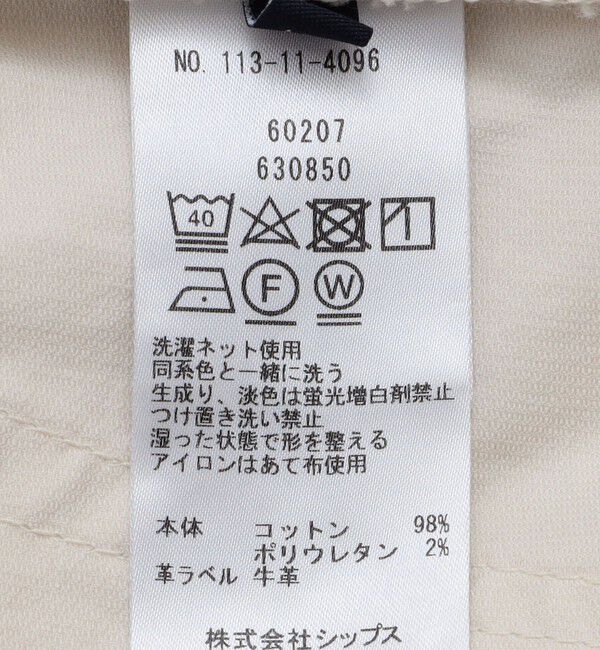 NO. 113-11-4096
60207
630850
40
F W
洗濯ネット使用
同系色と一緒に洗う
生成り、淡色は蛍光増白剤禁止
つけ置き洗い禁止
湿った状態で形を整える
アイロンはあて布使用
本体 コットン 98%
ポリウレタン 2%
革ラベル 牛革
株式会社シップス